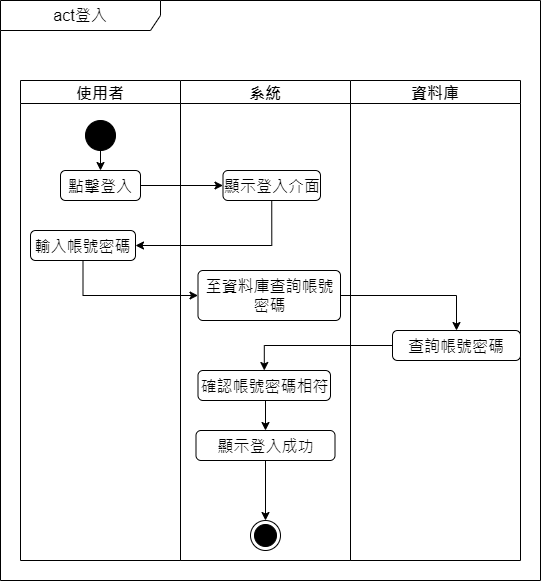 act登入
使用者
系統
資料庫
點擊登入
顯示登入介面
輸入帳號密碼
至資料庫查詢帳號
密碼
查詢帳號密碼
確認帳號密碼相符
顯示登入成功